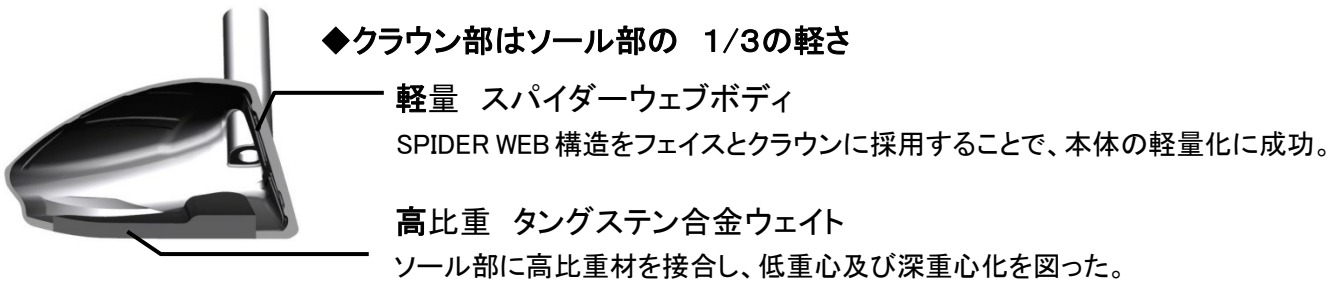 ◆クラウン部はソール部の　1/3の軽さ
軽量　スパイダーウェブボディ
SPIDER WEB 構造をフェイスとクラウンに採用することで、本体の軽量化に成功。
高比重　タングステン合金ウェイト
ソール部に高比重材を接合し、低重心及び深重心化を図った。